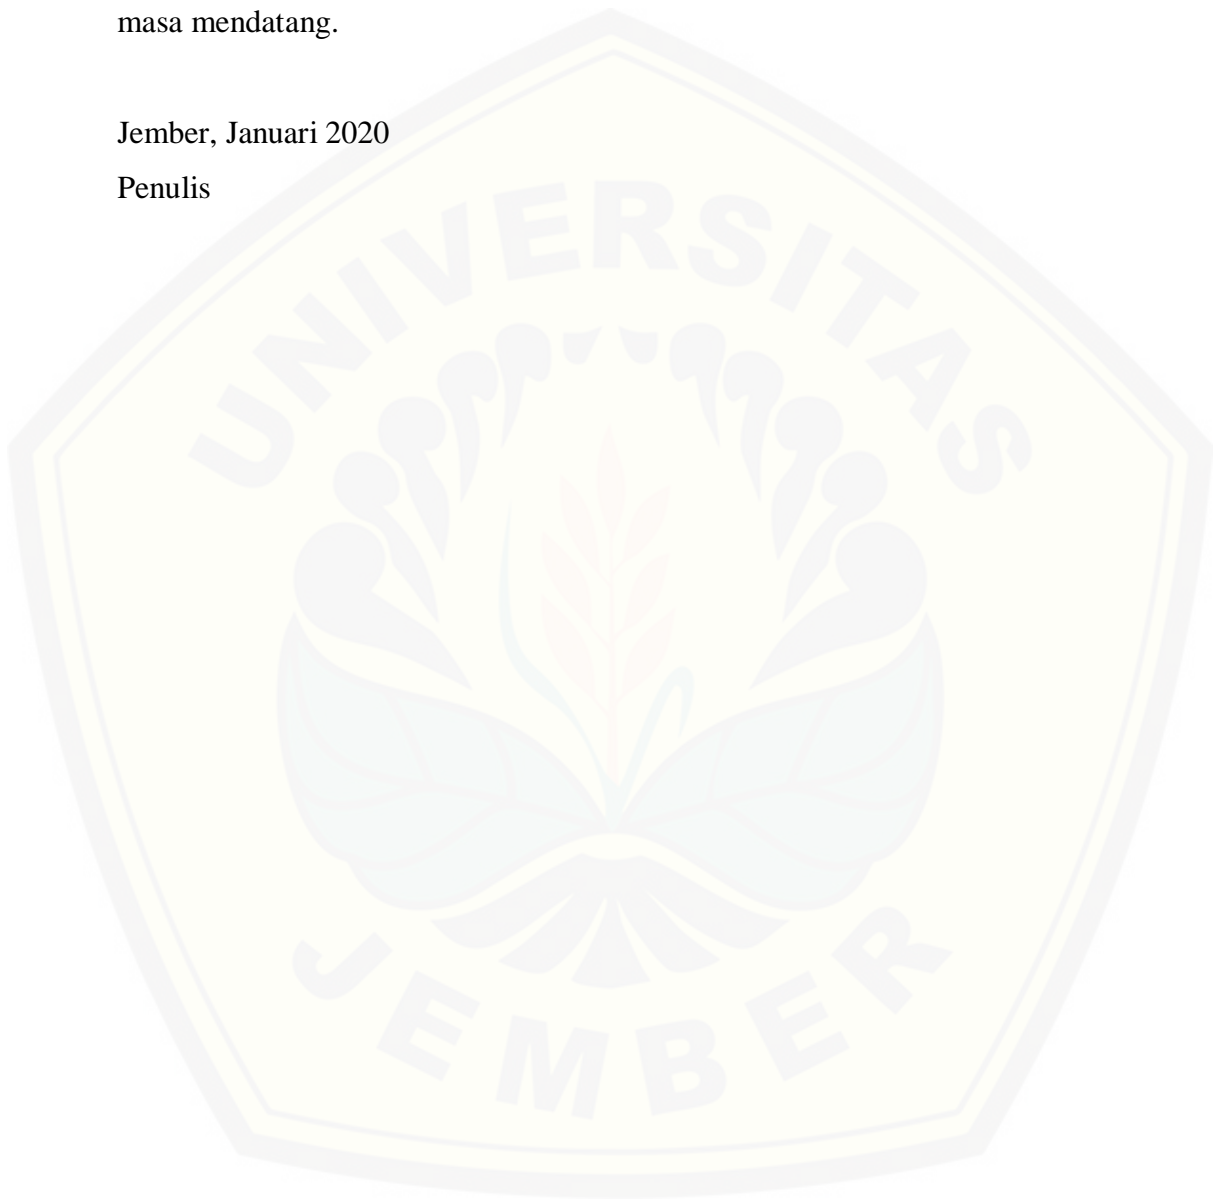 masa mendatang.
Jember, Januari 2020
Penulis
UNIVERSITAS
JEMBER